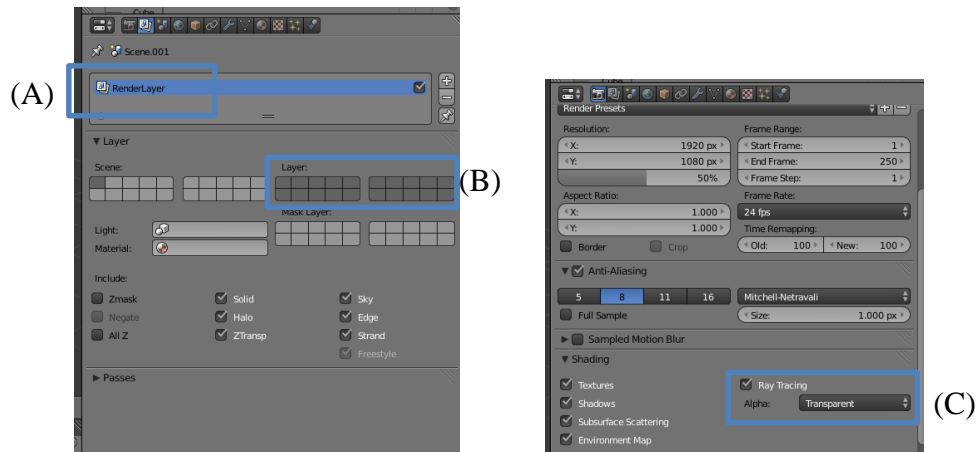 Cube
Scene.001
(A)
RenderLayer
Layer
Scene:
Layer:
(B)
Mask Layer:
Light:
Material:
Include:
Zmask
Solid
Sky
Negate
Halo
Edge
All Z
ZTransp
Strand
Freestyle
Passes
Render Presets
Resolution:
Frame Range:
X: 1920 px
Start Frame: 1
Y: 1080 px
End Frame: 250
50%
Frame Step: 1
Aspect Ratio:
Frame Rate:
X: 1.000
24 fps
Y: 1.000
Time Remapping:
Border
Crop
Old: 100
New: 100
Anti-Aliasing
5 8 11 16
Mitchell-Netravali
Full Sample
Size: 1.000 px
Sampled Motion Blur
Shading
Textures
Ray Tracing
Shadows
Alpha: Transparent
(C)
Subsurface Scattering
Environment Map